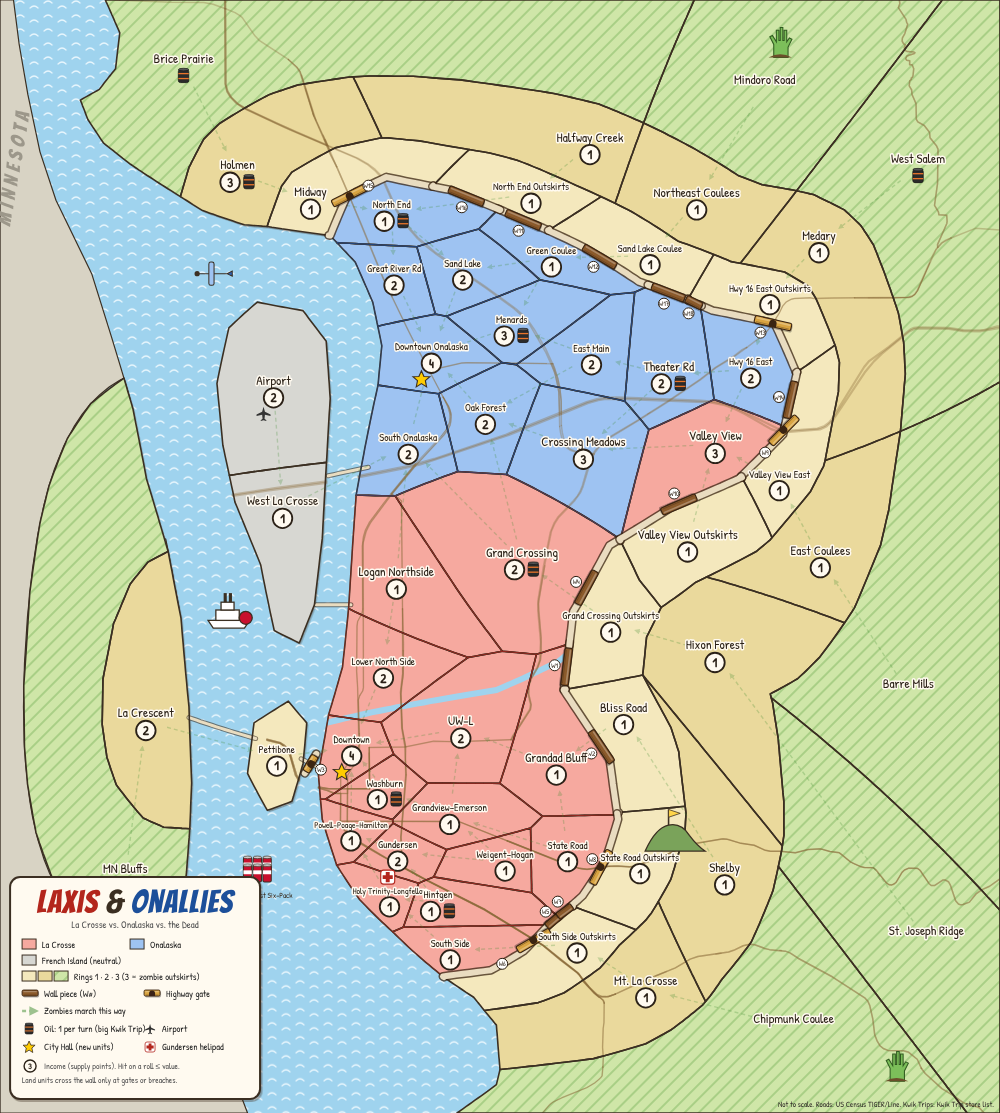 MINNESOTA
Brice Prairie
Mindoro Road
Halfway Creek
1
West Salem
Holmen
3
Midway
1
North End Outskirts
1
Northeast Coulees
1
North End
1
Medary
1
Sand Lake Coulee
1
Green Coulee
1
Great River Rd
2
Sand Lake
2
Hwy 16 East Outskirts
1
Menards
3
Downtown Onalaska
4
East Main
2
Theater Rd
2
Hwy 16 East
2
Airport
2
Oak Forest
2
South Onalaska
2
Crossing Meadows
3
Valley View
3
Valley View East
1
West La Crosse
1
Valley View Outskirts
1
East Coulees
1
Grand Crossing
2
Logan Northside
1
Grand Crossing Outskirts
1
Hixon Forest
1
Lower North Side
2
Barre Mills
La Crescent
2
Bliss Road
1
UW-L
2
Downtown
4
Pettibone
1
Grandad Bluff
1
Washburn
1
Grandview-Emerson
1
Powell-Poage-Hamilton
1
Gundersen
2
Weigent-Hogan
1
State Road
1
State Road Outskirts
1
Shelby
1
MN Bluffs
Holy Trinity-Longfello
1
Hintgen
1
South Side
1
South Side Outskirts
1
St. Joseph Ridge
Mt. La Crosse
1
Chipmunk Coulee
st Six-Pack
LAXIS & ONALLIES
La Crosse vs. Onalaska vs. the Dead
La Crosse
Onalaska
French Island (neutral)
Rings 1 · 2 · 3 (3 = zombie outskirts)
Wall piece (W#)
Highway gate
Zombies march this way
Oil: 1 per turn (big Kwik Trip)
Airport
City Hall (new units)
Gundersen helipad
3 Income (supply points). Hit on a roll ≤ value.
Land units cross the wall only at gates or breaches.
Not to scale. Roads: US Census TIGER/Line. Kwik Trips: Kwik Trip store list.